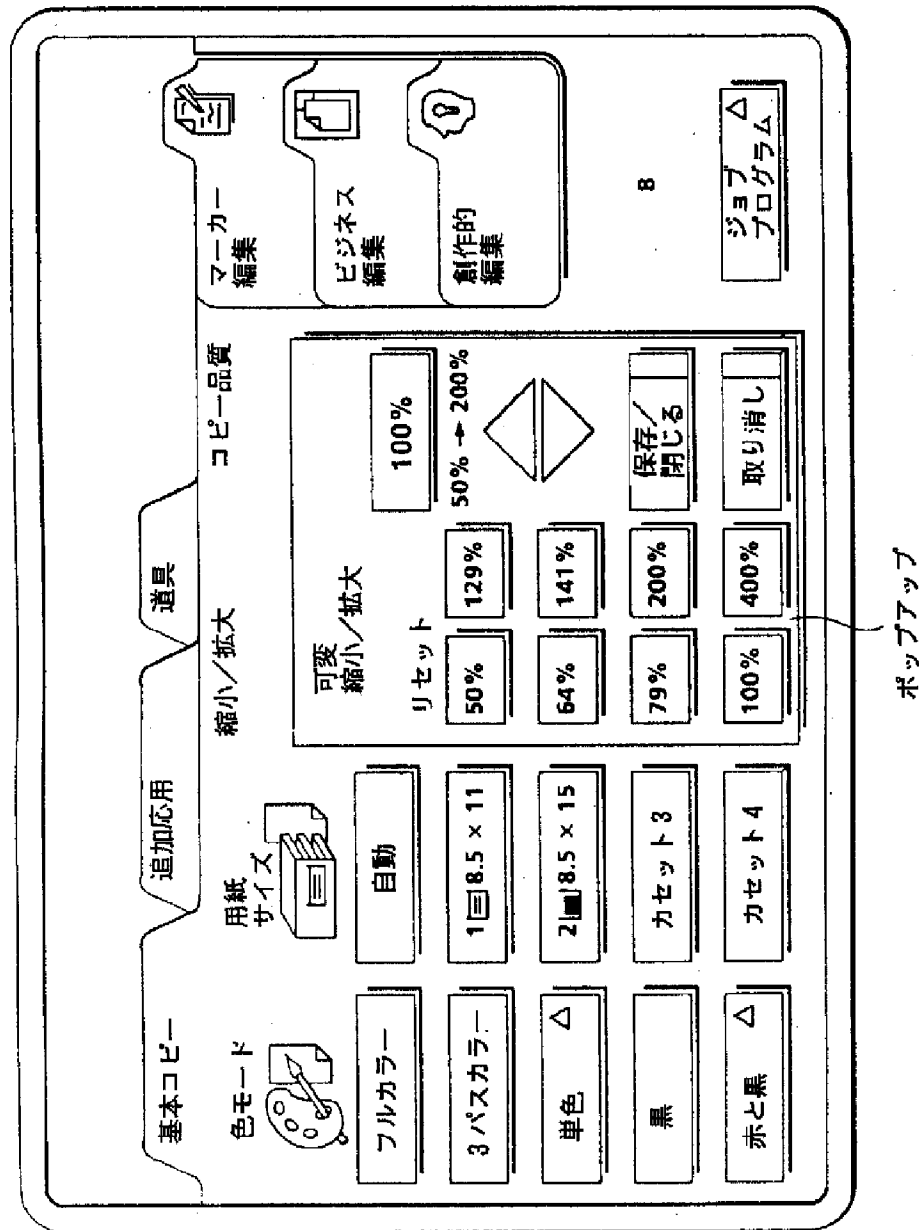 基本コピー
追加応用
道具
色モード
用紙
サイズ
縮小／拡大
コピー品質
フルカラー
3パスカラー
単色
黒
赤と黒
自動
1 8.5 × 11
2 8.5 × 15
カセット3
カセット4
可変
縮小／拡大
リセット
50%
129%
64%
141%
79%
200%
100%
400%
100%
50% → 200%
保存／
閉じる
取り消し
マーカー
編集
ビジネス
編集
創作的
編集
8
ジョブ
プログラム
ポップアップ